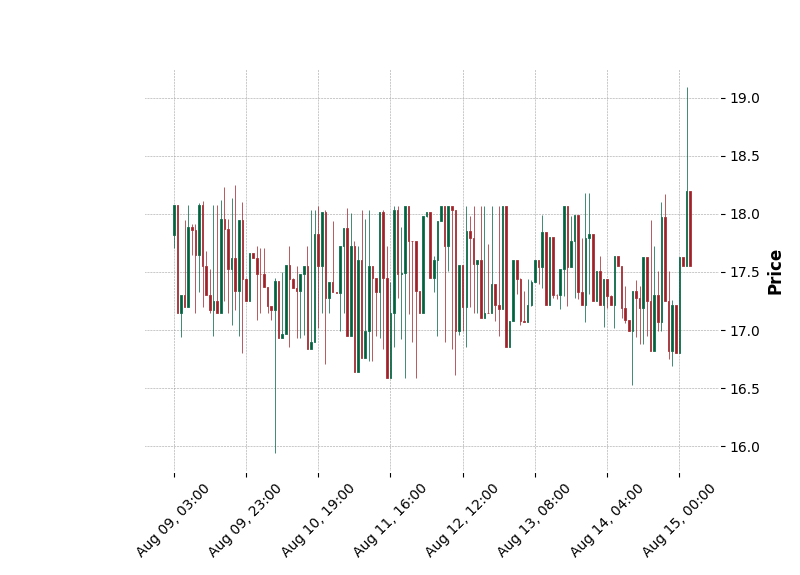 19.0
18.5
18.0
17.5
17.0
16.5
16.0
Price
Aug 09, 03:00
Aug 09, 23:00
Aug 10, 19:00
Aug 11, 16:00
Aug 12, 12:00
Aug 13, 08:00
Aug 14, 04:00
Aug 15, 00:00